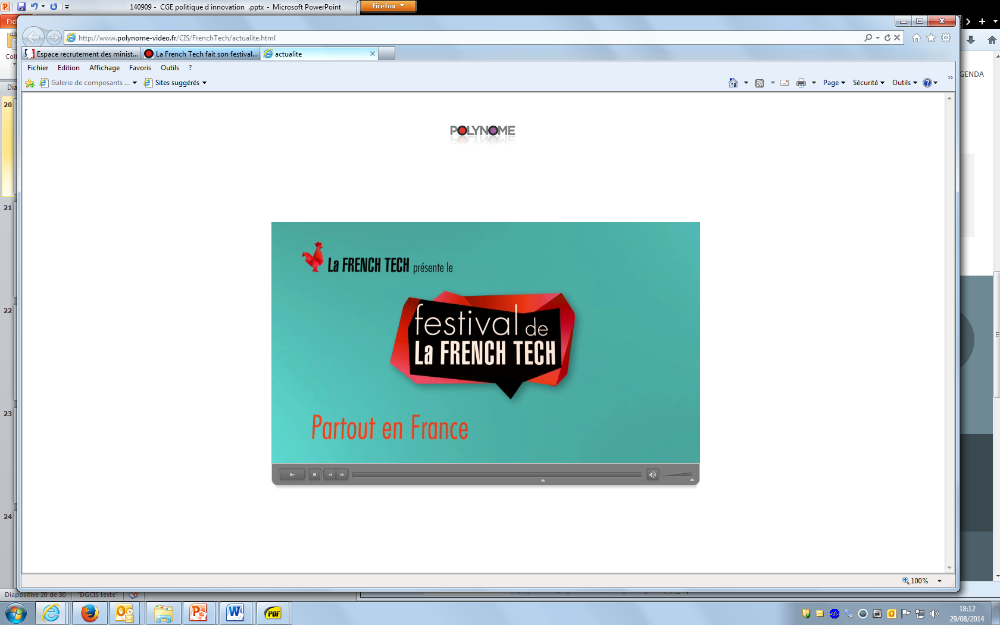 140909 - CGE politique d innovation .pptx - Microsoft PowerPoint
Firefox
http://www.polynome-video.fr/CIS/FrenchTech/actualite.html
Espace recrutement des minist...
La French Tech fait son festival...
actualite
Fichier Edition Affichage Favoris Outils ?
Galerie de composants ...
Sites suggérés
Page Sécurité Outils
Fic
Coll
Dia
GENDA
20
21
22
23
24
POLYNOME
La FRENCH TECH présente le
festival de
La FRENCH TECH
Partout en France
100%
Diapositive 20 de 30 "DGCIS texte"
PDF
18:12
29/08/2014